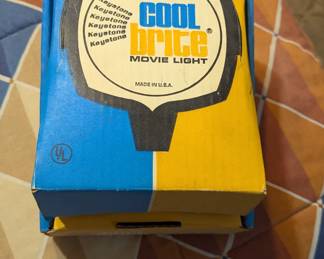 Keystone
Keystone
Keystone
Keystone
Keystone
Keystone
COOL
brite®
MOVIE LIGHT
MADE IN U.S.A.
UL